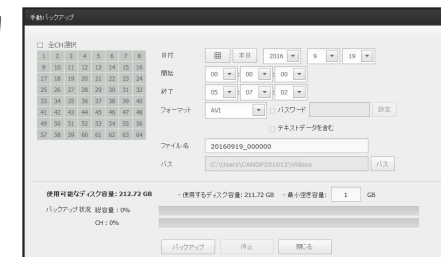 手動バックアップ
全CH選択
1 2 3 4 5 6 7 8
9 10 11 12 13 14 15 16
17 18 19 20 21 22 23 24
25 26 27 28 29 30 31 32
33 34 35 36 37 38 39 40
41 42 43 44 45 46 47 48
49 50 51 52 53 54 55 56
57 58 59 60 61 62 63 64
日付 本日 2016 9 19
開始 00 : 00 : 00
終了 05 : 07 : 02
フォーマット AVI パスワード 設定
テキストデータを含む
ファイル名 20160919_000000
パス C:\Users\CANDP201012\Videos パス
使用可能なディスク容量: 212.72 GB - 使用するディスク容量: 211.72 GB - 最小空き容量: 1 GB
バックアップ状況 総容量 : 0%
CH : 0%
バックアップ 停止 閉じる